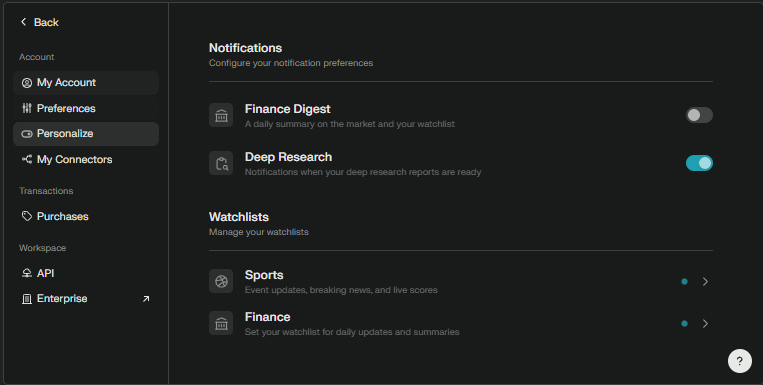 Back
Account
My Account
Preferences
Personalize
My Connectors
Transactions
Purchases
Workspace
API
Enterprise
Notifications
Configure your notification preferences
Finance Digest
A daily summary on the market and your watchlist
Deep Research
Notifications when your deep research reports are ready
Watchlists
Manage your watchlists
Sports
Event updates, breaking news, and live scores
Finance
Set your watchlist for daily updates and summaries
?